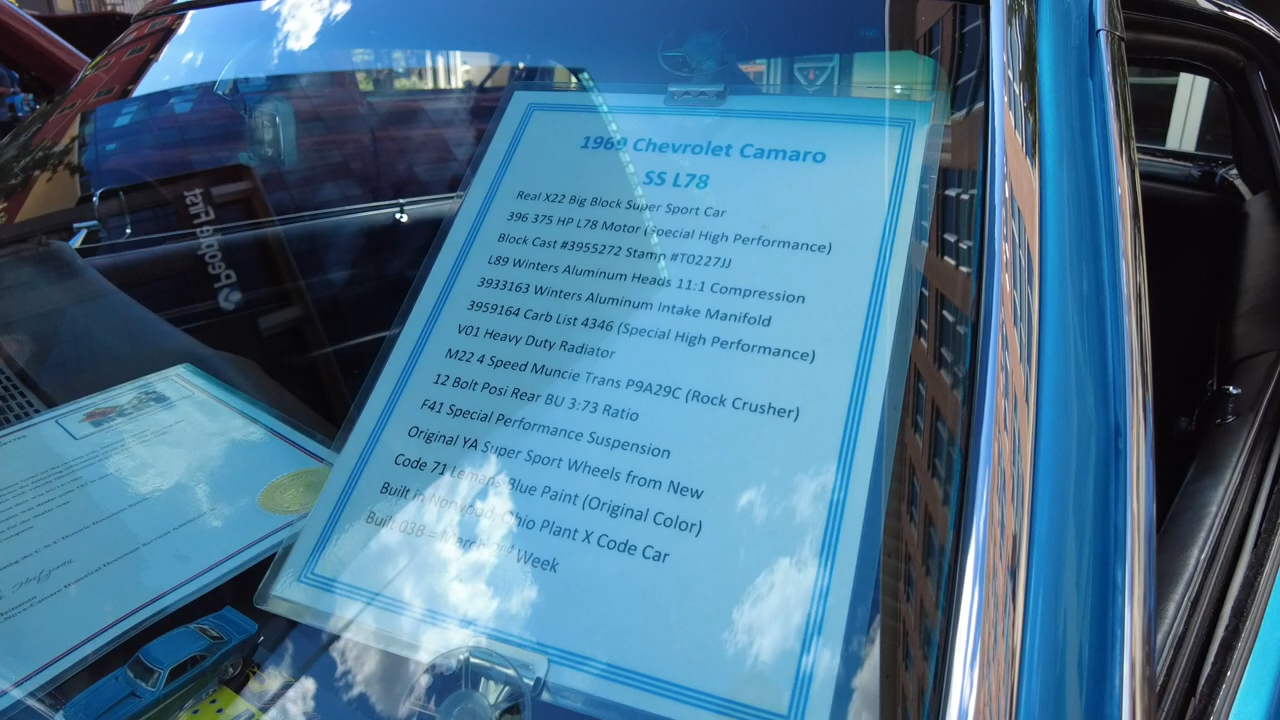 1969 Chevrolet Camaro
SS L78
Real X22 Big Block Super Sport Car
396 375 HP L78 Motor (Special High Performance)
Block Cast #3955272 Stamp #T0227JJ
L89 Winters Aluminum Heads 11:1 Compression
3933163 Winters Aluminum Intake Manifold
3959164 Carb List 4346 (Special High Performance)
V01 Heavy Duty Radiator
M22 4 Speed Muncie Trans P9A29C (Rock Crusher)
12 Bolt Posi Rear BU 3:73 Ratio
F41 Special Performance Suspension
Original YA Super Sport Wheels from New
Code 71 Lemans Blue Paint (Original Color)
Built in Norwood, Ohio Plant X Code Car
Built 03B = March 2nd Week
PeopleFirst